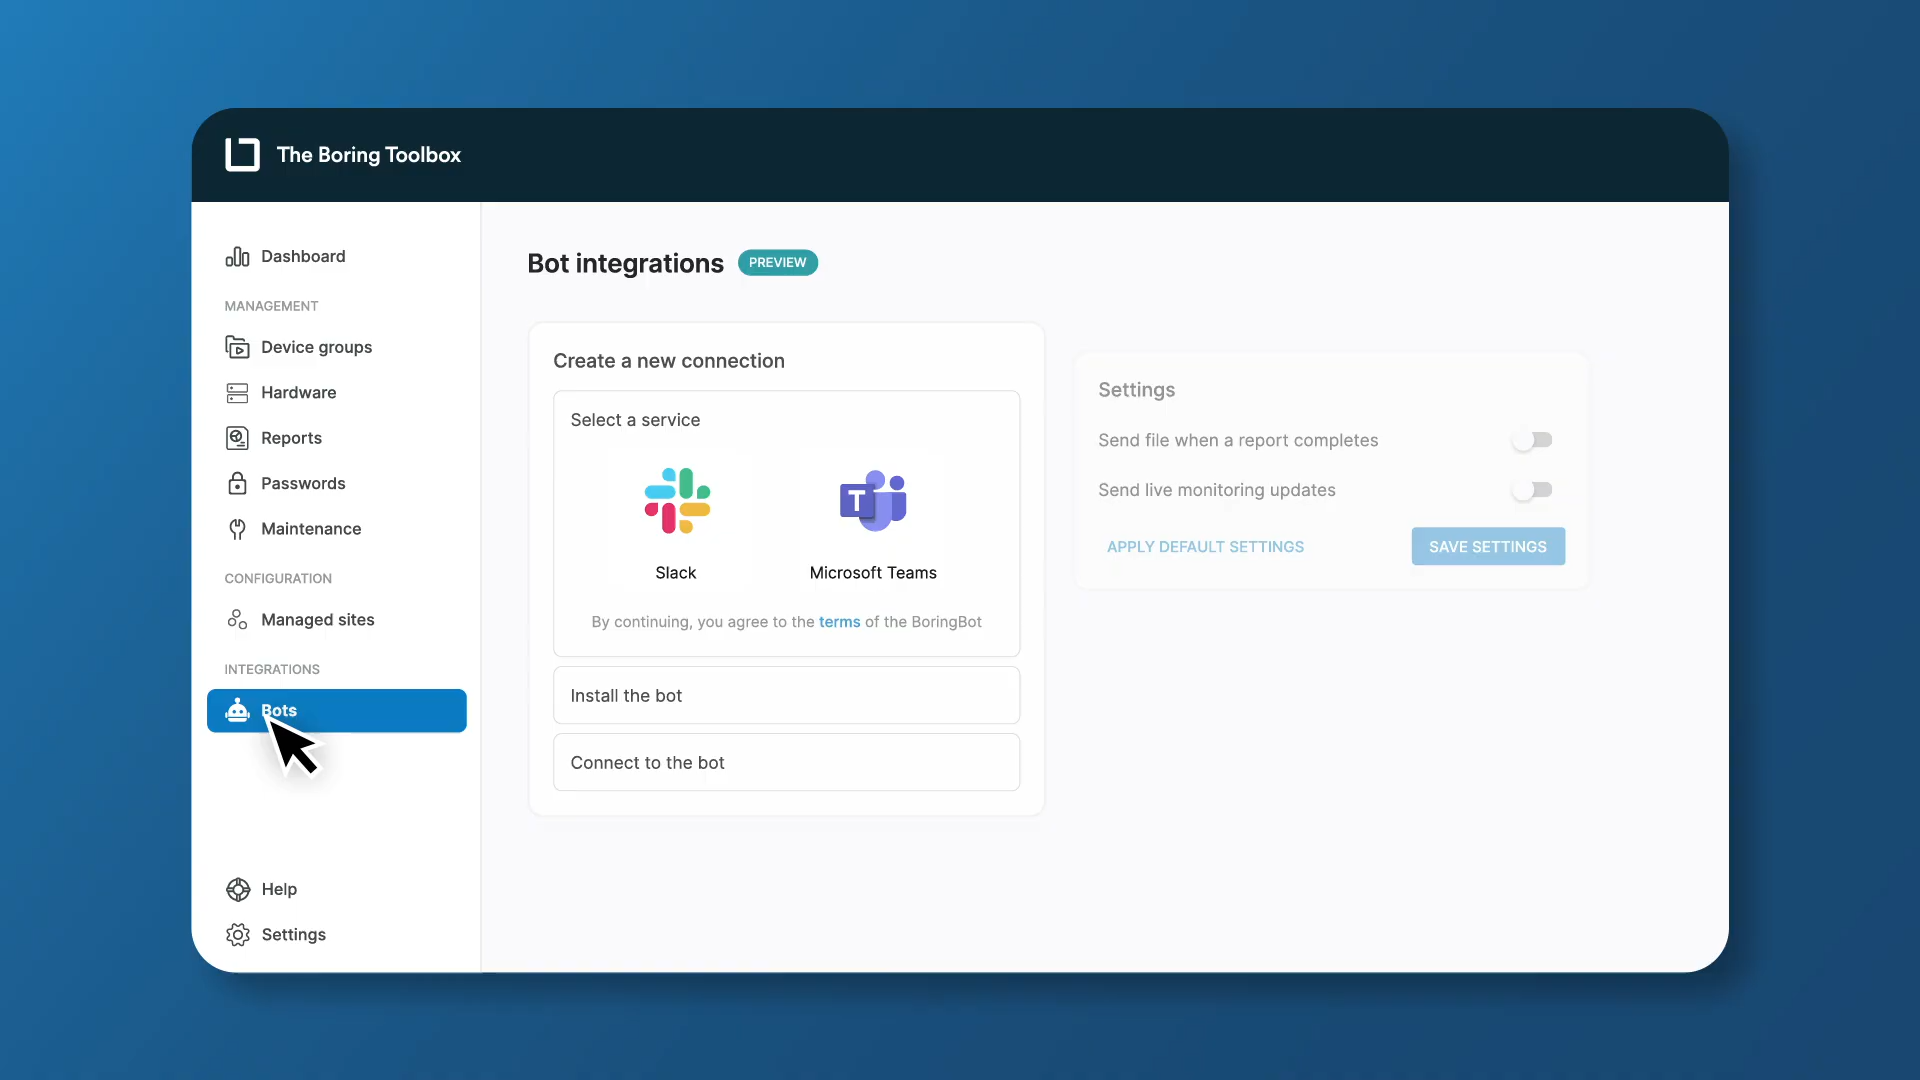 The Boring Toolbox
Dashboard
MANAGEMENT
Device groups
Hardware
Reports
Passwords
Maintenance
CONFIGURATION
Managed sites
INTEGRATIONS
Bots
Help
Settings
Bot integrations
PREVIEW
Create a new connection
Select a service
T
Slack
Microsoft Teams
By continuing, you agree to the terms of the BoringBot
Install the bot
Connect to the bot
Settings
Send file when a report completes
Send live monitoring updates
APPLY DEFAULT SETTINGS
SAVE SETTINGS